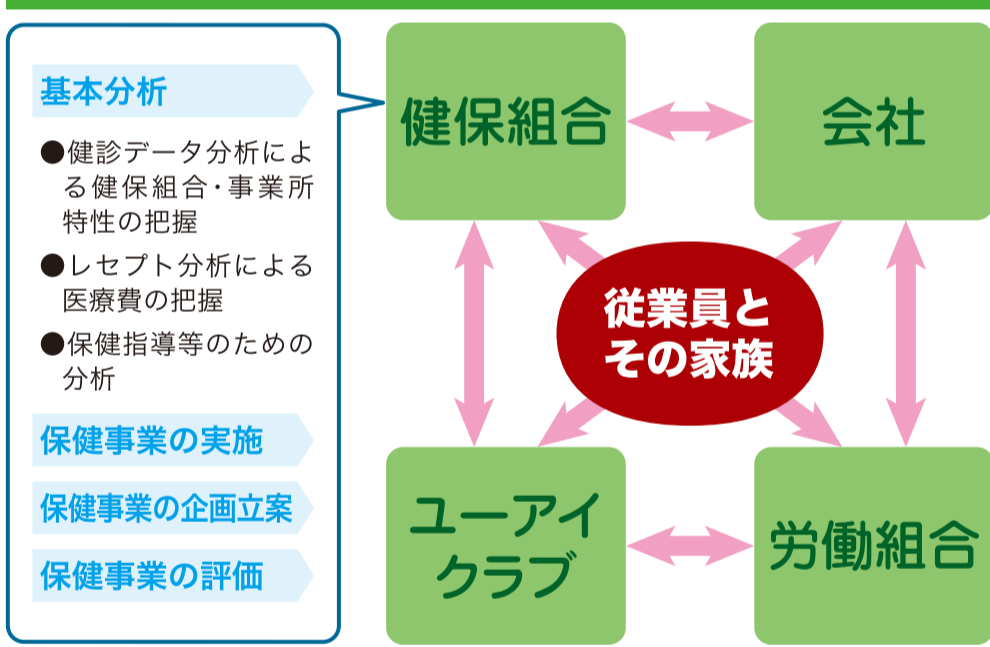 基本分析
●健診データ分析によ
る健保組合・事業所
特性の把握
●レセプト分析による
医療費の把握
●保健指導等のための
分析
保健事業の実施
保健事業の企画立案
保健事業の評価
健保組合
会社
従業員と
その家族
ユーアイ
クラブ
労働組合